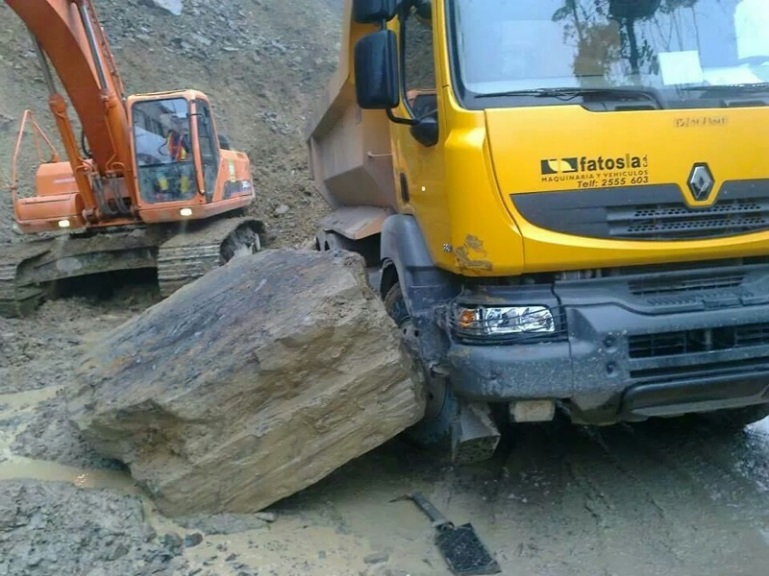 fatosla c.a.
MAQUINARIA Y VEHICULOS
Telf: 2555 603